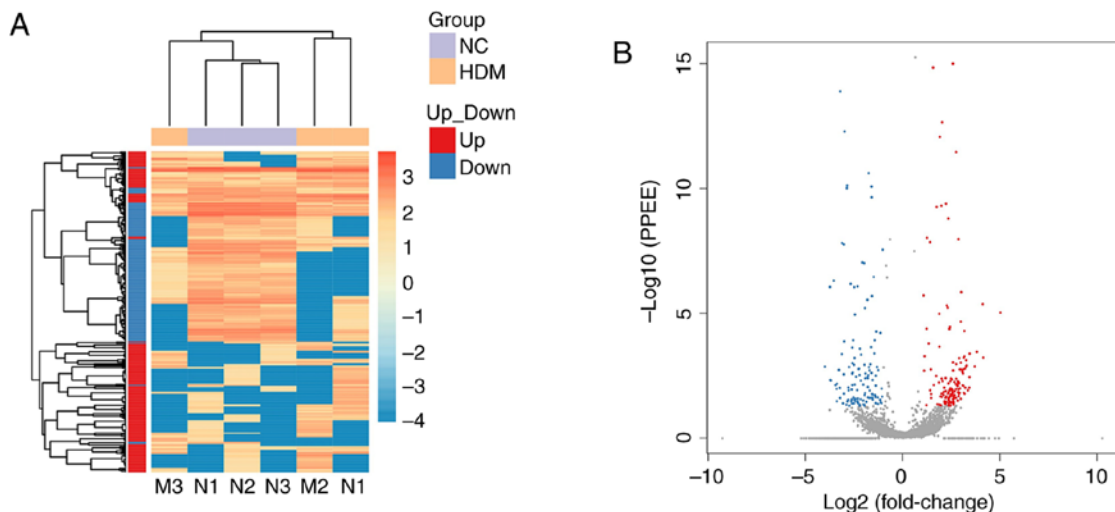 A
Group
NC
HDM
Up_Down
Up
Down
3
2
1
0
−1
−2
−3
−4
M3 N1 N2 N3 M2 N1
B
15
10
5
0
−Log10 (PPEE)
−10 −5 0 5 10
Log2 (fold-change)